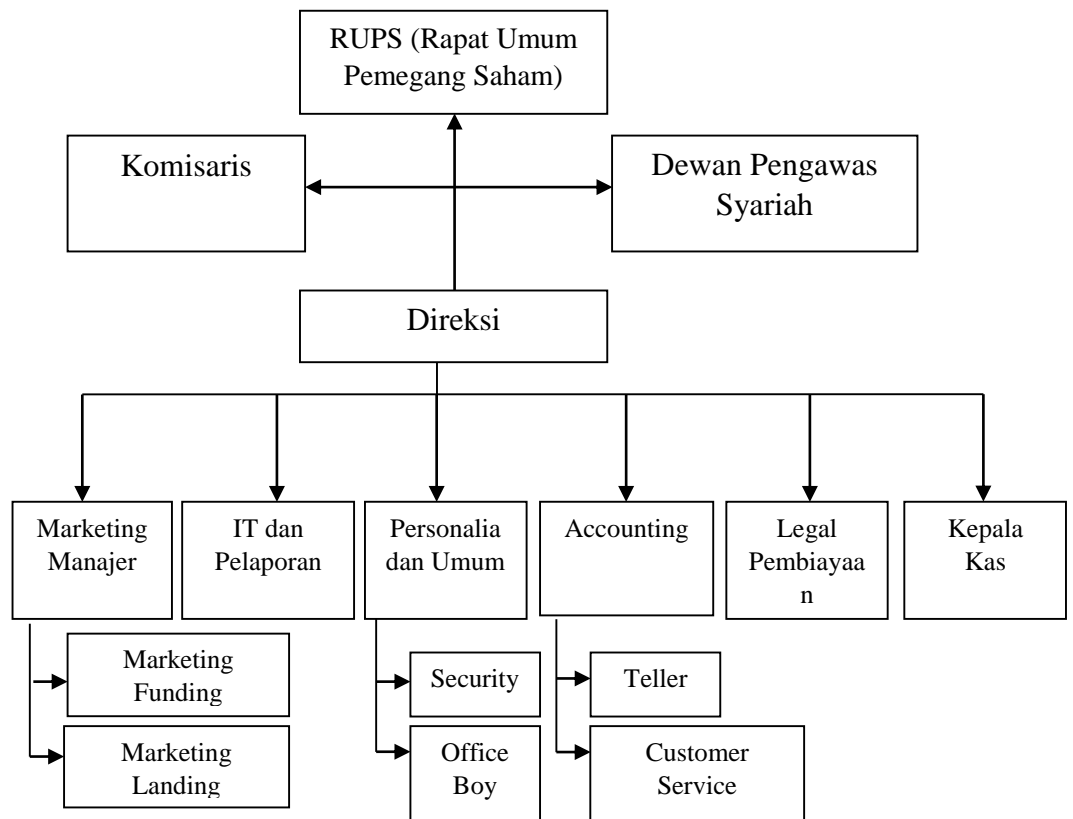 RUPS (Rapat Umum
Pemegang Saham)
Komisaris
Dewan Pengawas
Syariah
Direksi
Marketing
Manajer
IT dan
Pelaporan
Personalia
dan Umum
Accounting
Legal
Pembiayaa
n
Kepala
Kas
Marketing
Funding
Security
Teller
Marketing
Landing
Office
Boy
Customer
Service